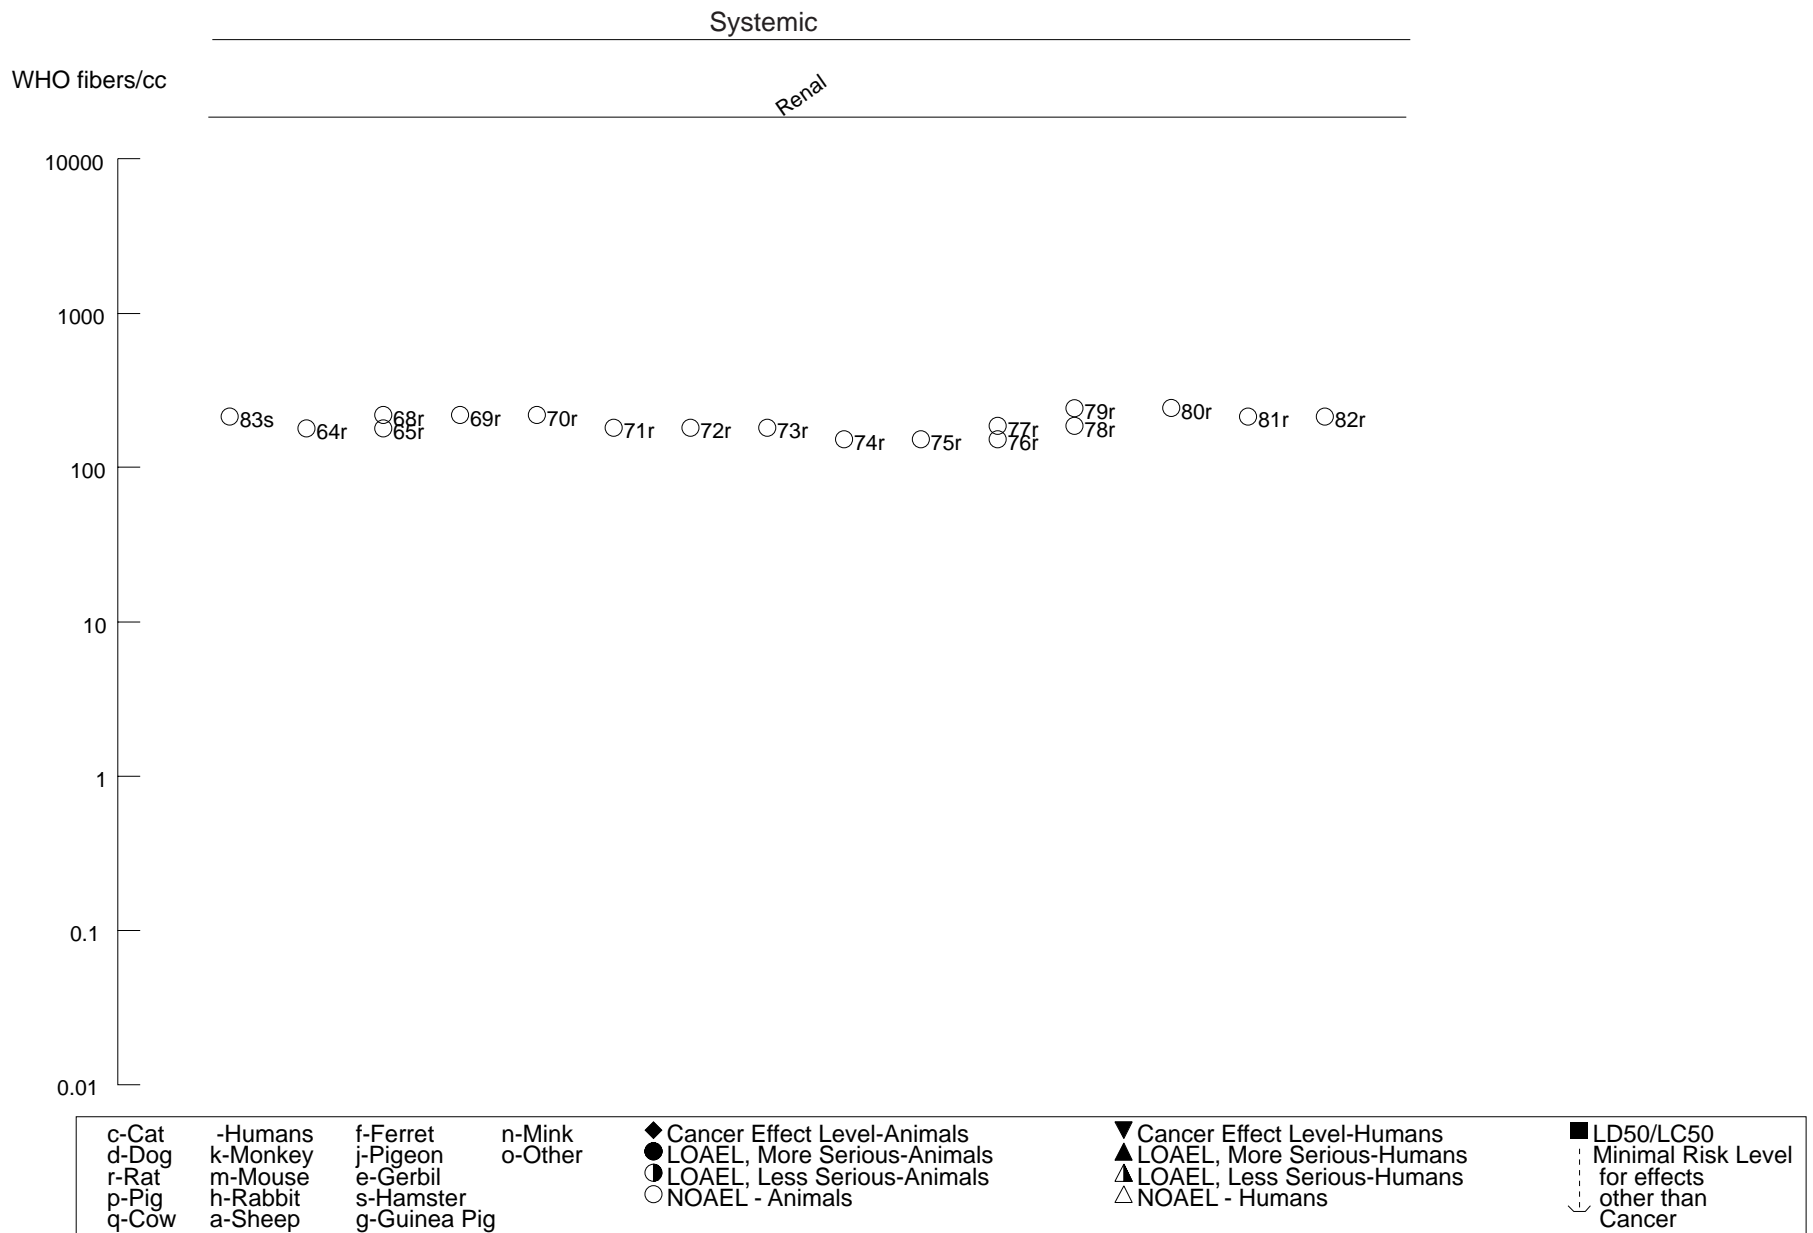 Systemic
WHO fibers/cc
Renal
10000
1000
83s 64r 68r 65r 69r 70r 71r 72r 73r 74r 75r 77r 76r 79r 78r 80r 81r 82r
100
10
1
0.1
0.01
c-Cat -Humans f-Ferret n-Mink Cancer Effect Level-Animals Cancer Effect Level-Humans LD50/LC50
d-Dog k-Monkey j-Pigeon o-Other LOAEL, More Serious-Animals LOAEL, More Serious-Humans Minimal Risk Level
r-Rat m-Mouse e-Gerbil LOAEL, Less Serious-Animals LOAEL, Less Serious-Humans for effects
p-Pig h-Rabbit s-Hamster NOAEL - Animals NOAEL - Humans other than
q-Cow a-Sheep g-Guinea Pig Cancer